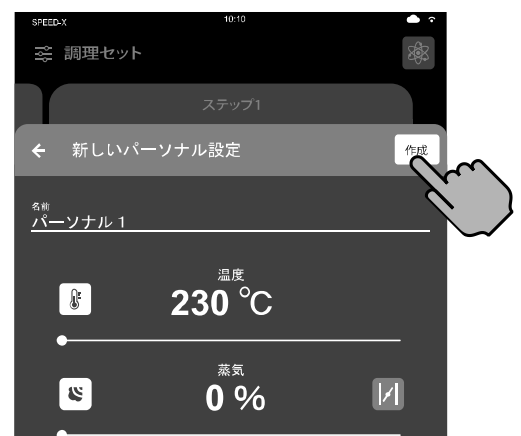 SPEED-X 10:10
調理セット
ステップ1
新しいパーソナル設定 作成
名前
パーソナル 1
温度
230 °C
蒸気
0 %